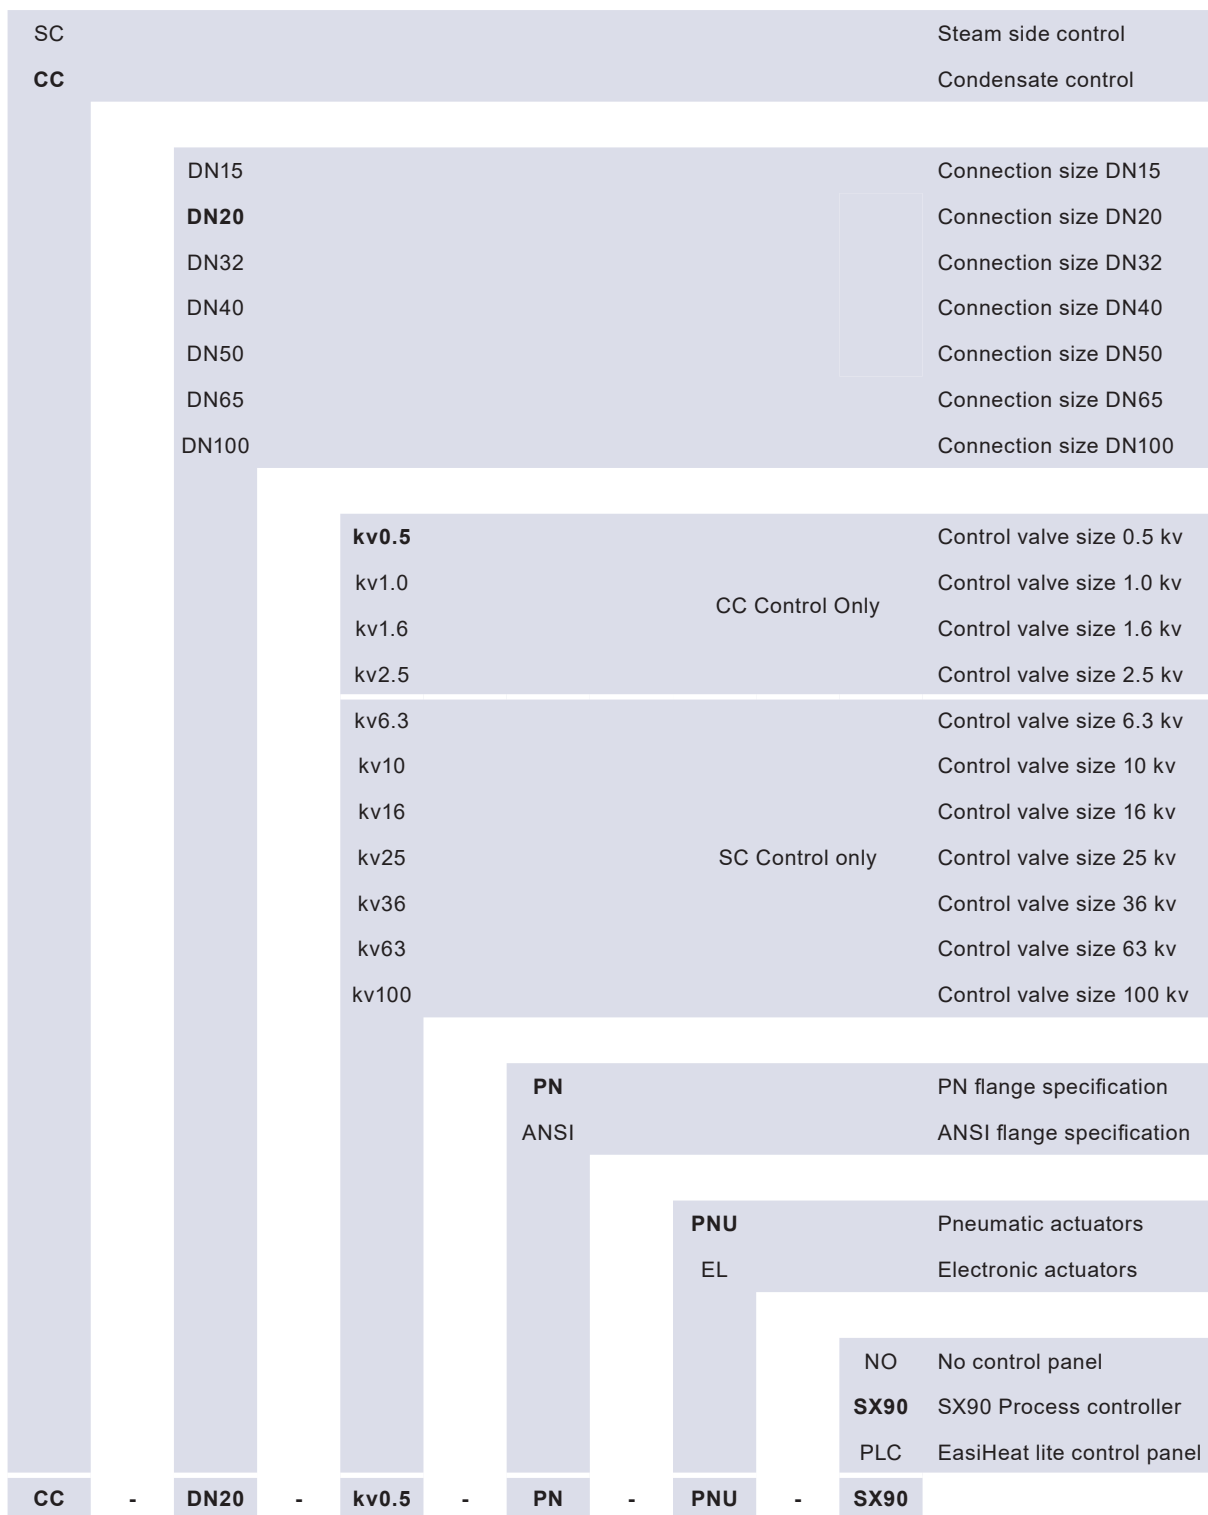 SC Steam side control
CC Condensate control
DN15 Connection size DN15
DN20 Connection size DN20
DN32 Connection size DN32
DN40 Connection size DN40
DN50 Connection size DN50
DN65 Connection size DN65
DN100 Connection size DN100
kv0.5 Control valve size 0.5 kv
kv1.0 Control valve size 1.0 kv
CC Control Only
kv1.6 Control valve size 1.6 kv
kv2.5 Control valve size 2.5 kv
kv6.3 Control valve size 6.3 kv
kv10 Control valve size 10 kv
kv16 Control valve size 16 kv
kv25 SC Control only Control valve size 25 kv
kv36 Control valve size 36 kv
kv63 Control valve size 63 kv
kv100 Control valve size 100 kv
PN PN flange specification
ANSI ANSI flange specification
PNU Pneumatic actuators
EL Electronic actuators
NO No control panel
SX90 SX90 Process controller
PLC EasiHeat lite control panel
CC - DN20 - kv0.5 - PN - PNU - SX90